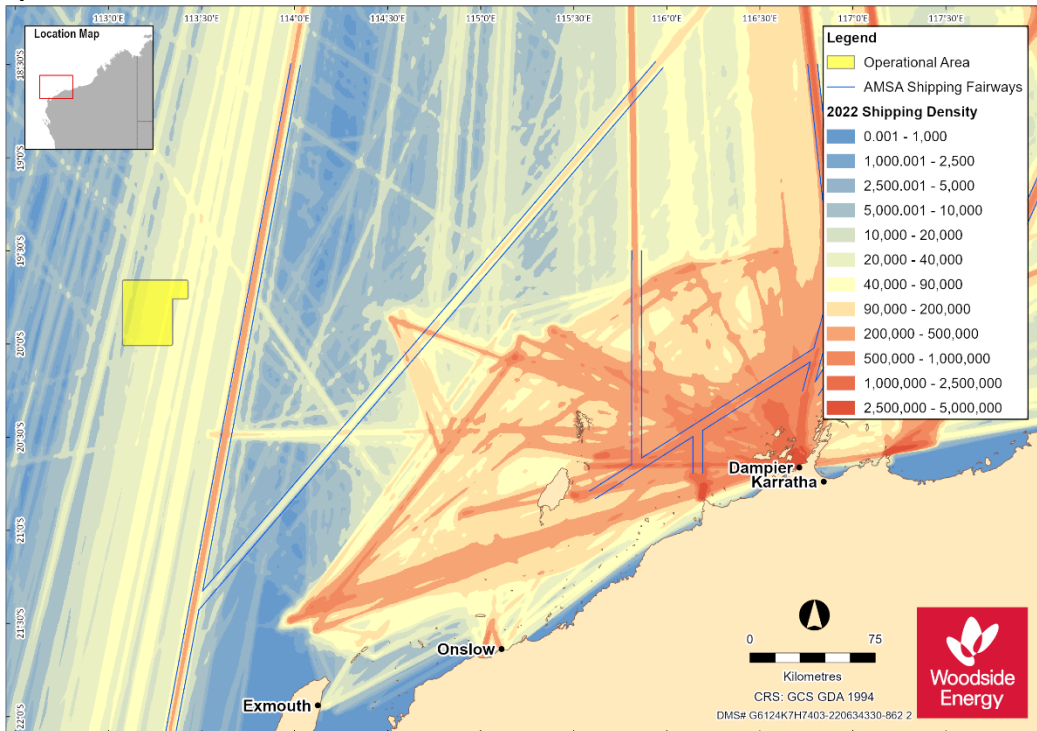 113°0'E 113°30'E 114°0'E 114°30'E 115°0'E 115°30'E 116°0'E 116°30'E 117°0'E 117°30'E
Location Map
18°30'S
19°0'S
19°30'S
20°0'S
20°30'S
21°0'S
21°30'S
22°0'S
Legend
Operational Area
AMSA Shipping Fairways
2022 Shipping Density
0.001 - 1,000
1,000.001 - 2,500
2,500.001 - 5,000
5,000.001 - 10,000
10,000 - 20,000
20,000 - 40,000
40,000 - 90,000
90,000 - 200,000
200,000 - 500,000
500,000 - 1,000,000
1,000,000 - 2,500,000
2,500,000 - 5,000,000
Dampier
Karratha
Onslow
Exmouth
0 75
Kilometres
CRS: GCS GDA 1994
DMS# G6124K7H7403-220634330-862 2
Woodside
Energy